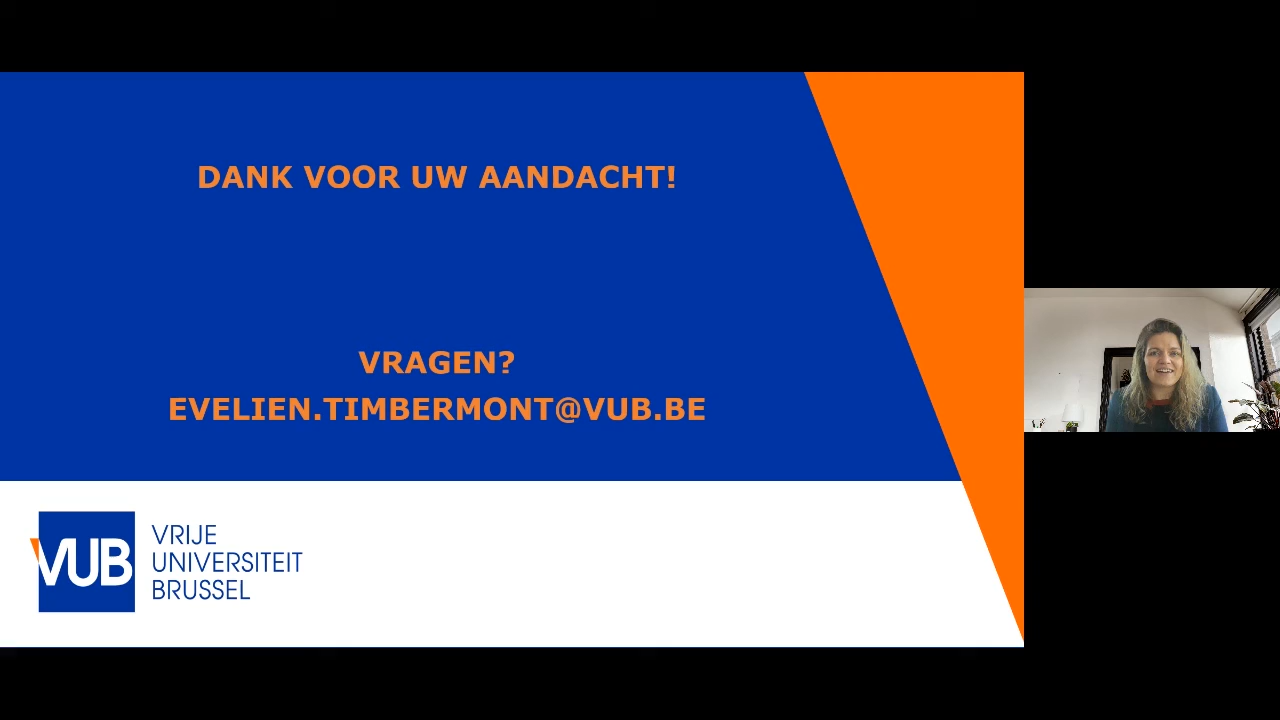 DANK VOOR UW AANDACHT!
VRAGEN?
EVELIEN.TIMBERMONT@VUB.BE
VUB
VRIJE
UNIVERSITEIT
BRUSSEL